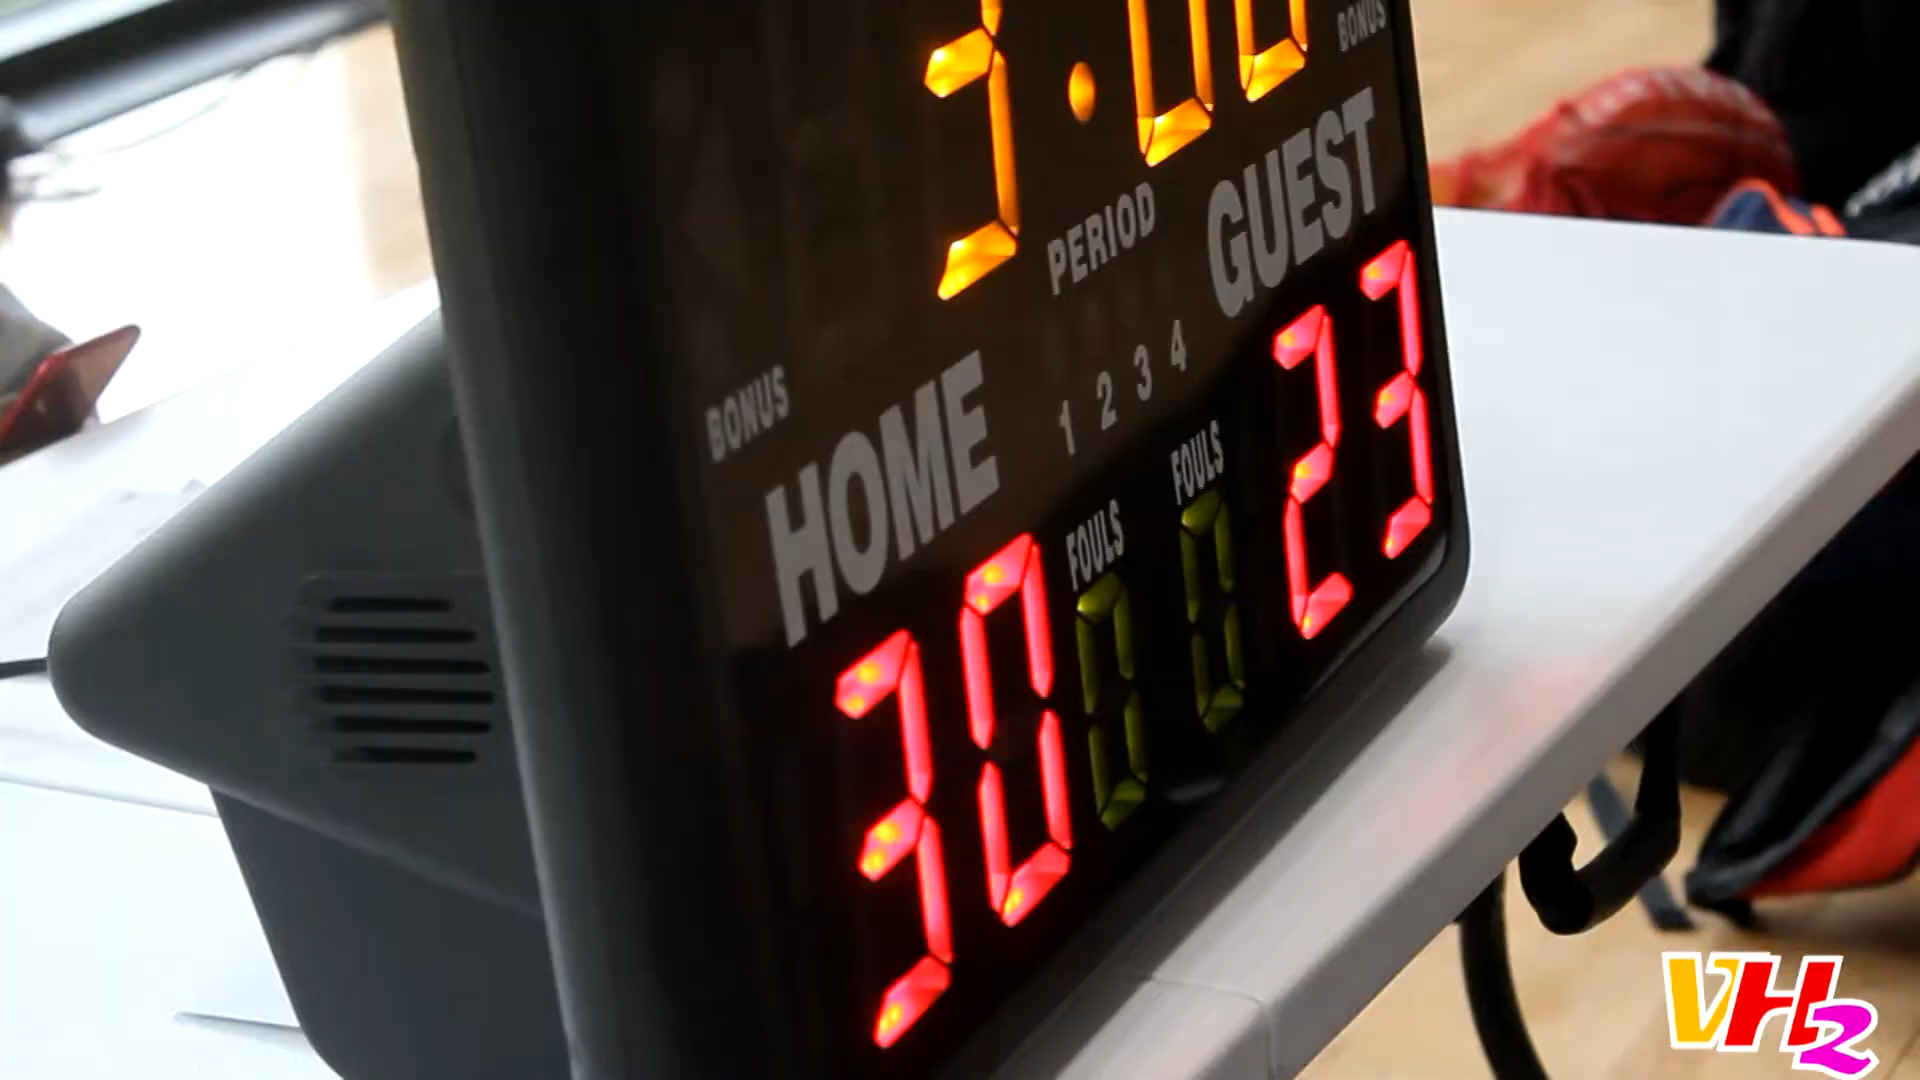 3.00
BONUS
PERIOD
GUEST
BONUS
HOME
1 2 3 4
FOULS
FOULS
30
0
0
23
VH2